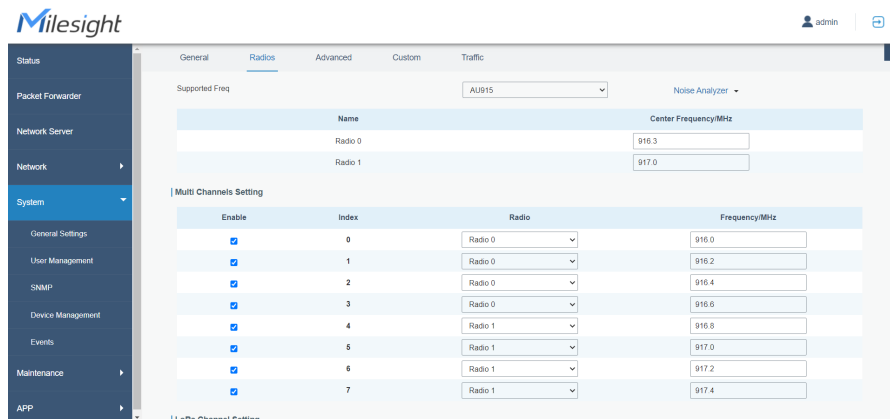 Milesight
admin
Status
Packet Forwarder
Network Server
Network
System
General Settings
User Management
SNMP
Device Management
Events
Maintenance
APP
General Radios Advanced Custom Traffic
Supported Freq AU915 Noise Analyzer
Name Center Frequency/MHz
Radio 0 916.3
Radio 1 917.0
Multi Channels Setting
Enable Index Radio Frequency/MHz
0 Radio 0 916.0
1 Radio 0 916.2
2 Radio 0 916.4
3 Radio 0 916.6
4 Radio 1 916.8
5 Radio 1 917.0
6 Radio 1 917.2
7 Radio 1 917.4
LoRa Channel Setting